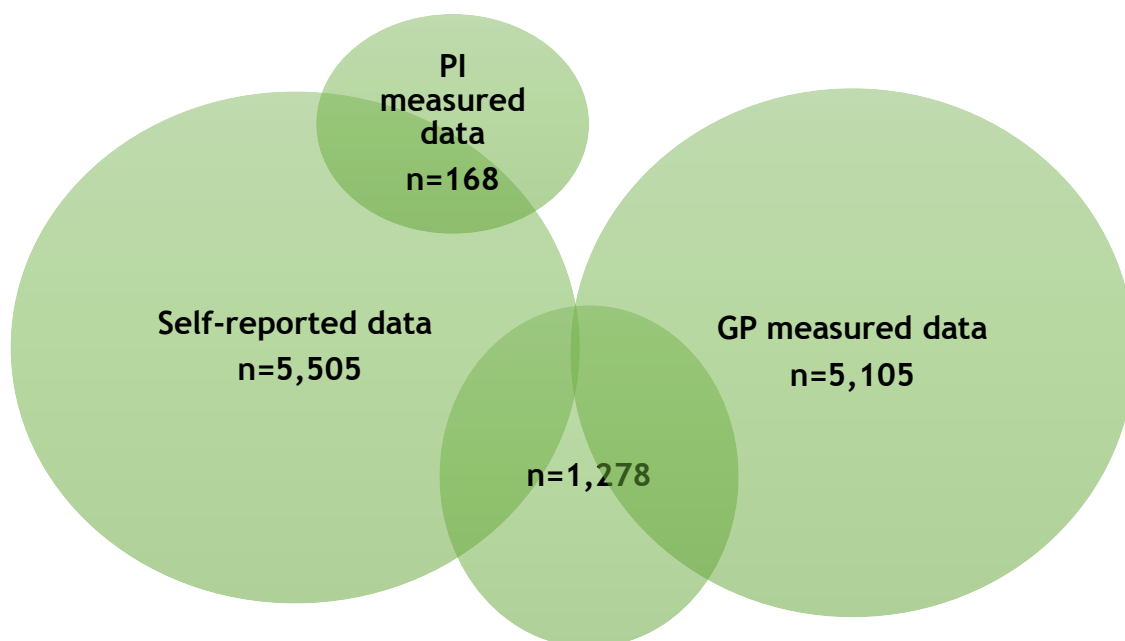 PI
measured
data
n=168
Self-reported data
n=5,505
GP measured data
n=5,105
n=1,278